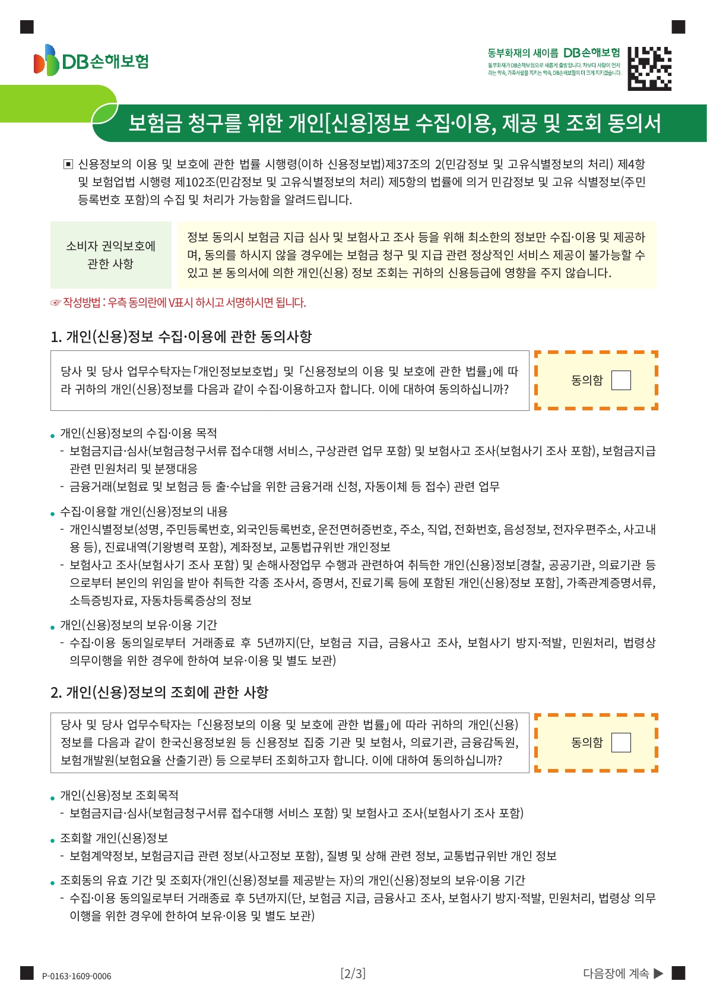 DB손해보험
동부화재의 새이름 DB손해보험
동부화재가 DB손해보험으로 새롭게 출발합니다. 차보다 사람이 먼저
라는 약속, 가족사랑을 지키는 약속, DB손해보험이 더 크게 지키겠습니다.
보험금 청구를 위한 개인[신용]정보 수집·이용, 제공 및 조회 동의서
▣ 신용정보의 이용 및 보호에 관한 법률 시행령(이하 신용정보법)제37조의 2(민감정보 및 고유식별정보의 처리) 제4항
및 보험업법 시행령 제102조(민감정보 및 고유식별정보의 처리) 제5항의 법률에 의거 민감정보 및 고유 식별정보(주민
등록번호 포함)의 수집 및 처리가 가능함을 알려드립니다.
소비자 권익보호에
관한 사항
정보 동의시 보험금 지급 심사 및 보험사고 조사 등을 위해 최소한의 정보만 수집·이용 및 제공하
며, 동의를 하시지 않을 경우에는 보험금 청구 및 지급 관련 정상적인 서비스 제공이 불가능할 수
있고 본 동의서에 의한 개인(신용) 정보 조회는 귀하의 신용등급에 영향을 주지 않습니다.
☞ 작성방법 : 우측 동의란에 V표시 하시고 서명하시면 됩니다.
1. 개인(신용)정보 수집·이용에 관한 동의사항
당사 및 당사 업무수탁자는「개인정보보호법」 및 「신용정보의 이용 및 보호에 관한 법률」에 따
라 귀하의 개인(신용)정보를 다음과 같이 수집·이용하고자 합니다. 이에 대하여 동의하십니까?
동의함
• 개인(신용)정보의 수집·이용 목적
- 보험금지급·심사(보험금청구서류 접수대행 서비스, 구상관련 업무 포함) 및 보험사고 조사(보험사기 조사 포함), 보험금지급
관련 민원처리 및 분쟁대응
- 금융거래(보험료 및 보험금 등 출·수납을 위한 금융거래 신청, 자동이체 등 접수) 관련 업무
• 수집·이용할 개인(신용)정보의 내용
- 개인식별정보(성명, 주민등록번호, 외국인등록번호, 운전면허증번호, 주소, 직업, 전화번호, 음성정보, 전자우편주소, 사고내
용 등), 진료내역(기왕병력 포함), 계좌정보, 교통법규위반 개인정보
- 보험사고 조사(보험사기 조사 포함) 및 손해사정업무 수행과 관련하여 취득한 개인(신용)정보[경찰, 공공기관, 의료기관 등
으로부터 본인의 위임을 받아 취득한 각종 조사서, 증명서, 진료기록 등에 포함된 개인(신용)정보 포함], 가족관계증명서류,
소득증빙자료, 자동차등록증상의 정보
• 개인(신용)정보의 보유·이용 기간
- 수집·이용 동의일로부터 거래종료 후 5년까지(단, 보험금 지급, 금융사고 조사, 보험사기 방지·적발, 민원처리, 법령상
의무이행을 위한 경우에 한하여 보유·이용 및 별도 보관)
2. 개인(신용)정보의 조회에 관한 사항
당사 및 당사 업무수탁자는 「신용정보의 이용 및 보호에 관한 법률」에 따라 귀하의 개인(신용)
정보를 다음과 같이 한국신용정보원 등 신용정보 집중 기관 및 보험사, 의료기관, 금융감독원,
보험개발원(보험요율 산출기관) 등 으로부터 조회하고자 합니다. 이에 대하여 동의하십니까?
동의함
• 개인(신용)정보 조회목적
- 보험금지급·심사(보험금청구서류 접수대행 서비스 포함) 및 보험사고 조사(보험사기 조사 포함)
• 조회할 개인(신용)정보
- 보험계약정보, 보험금지급 관련 정보(사고정보 포함), 질병 및 상해 관련 정보, 교통법규위반 개인 정보
• 조회동의 유효 기간 및 조회자(개인(신용)정보를 제공받는 자)의 개인(신용)정보의 보유·이용 기간
- 수집·이용 동의일로부터 거래종료 후 5년까지(단, 보험금 지급, 금융사고 조사, 보험사기 방지·적발, 민원처리, 법령상 의무
이행을 위한 경우에 한하여 보유·이용 및 별도 보관)
P-0163-1609-0006
[2/3]
다음장에 계속 ▶